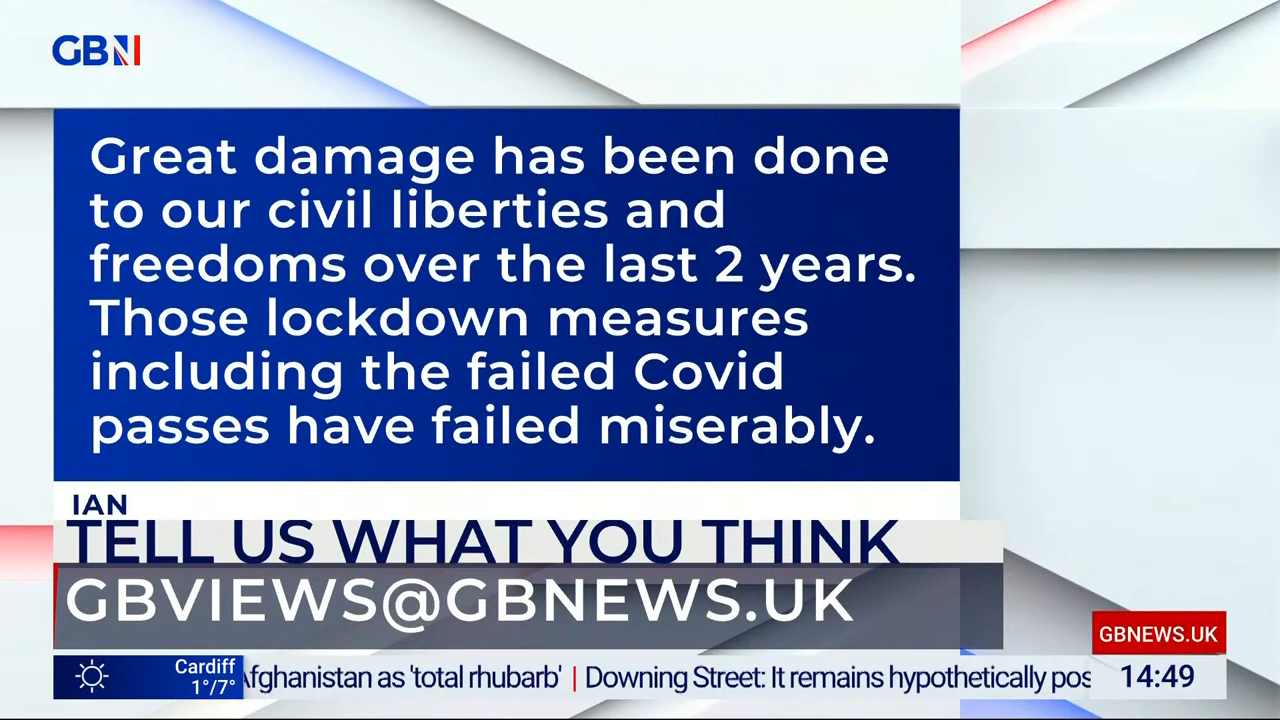 GBN
Great damage has been done
to our civil liberties and
freedoms over the last 2 years.
Those lockdown measures
including the failed Covid
passes have failed miserably.
IAN
TELL US WHAT YOU THINK
GBVIEWS@GBNEWS.UK
GBNEWS.UK
Cardiff
1°/7°
Afghanistan as 'total rhubarb' | Downing Street: It remains hypothetically pos
14:49